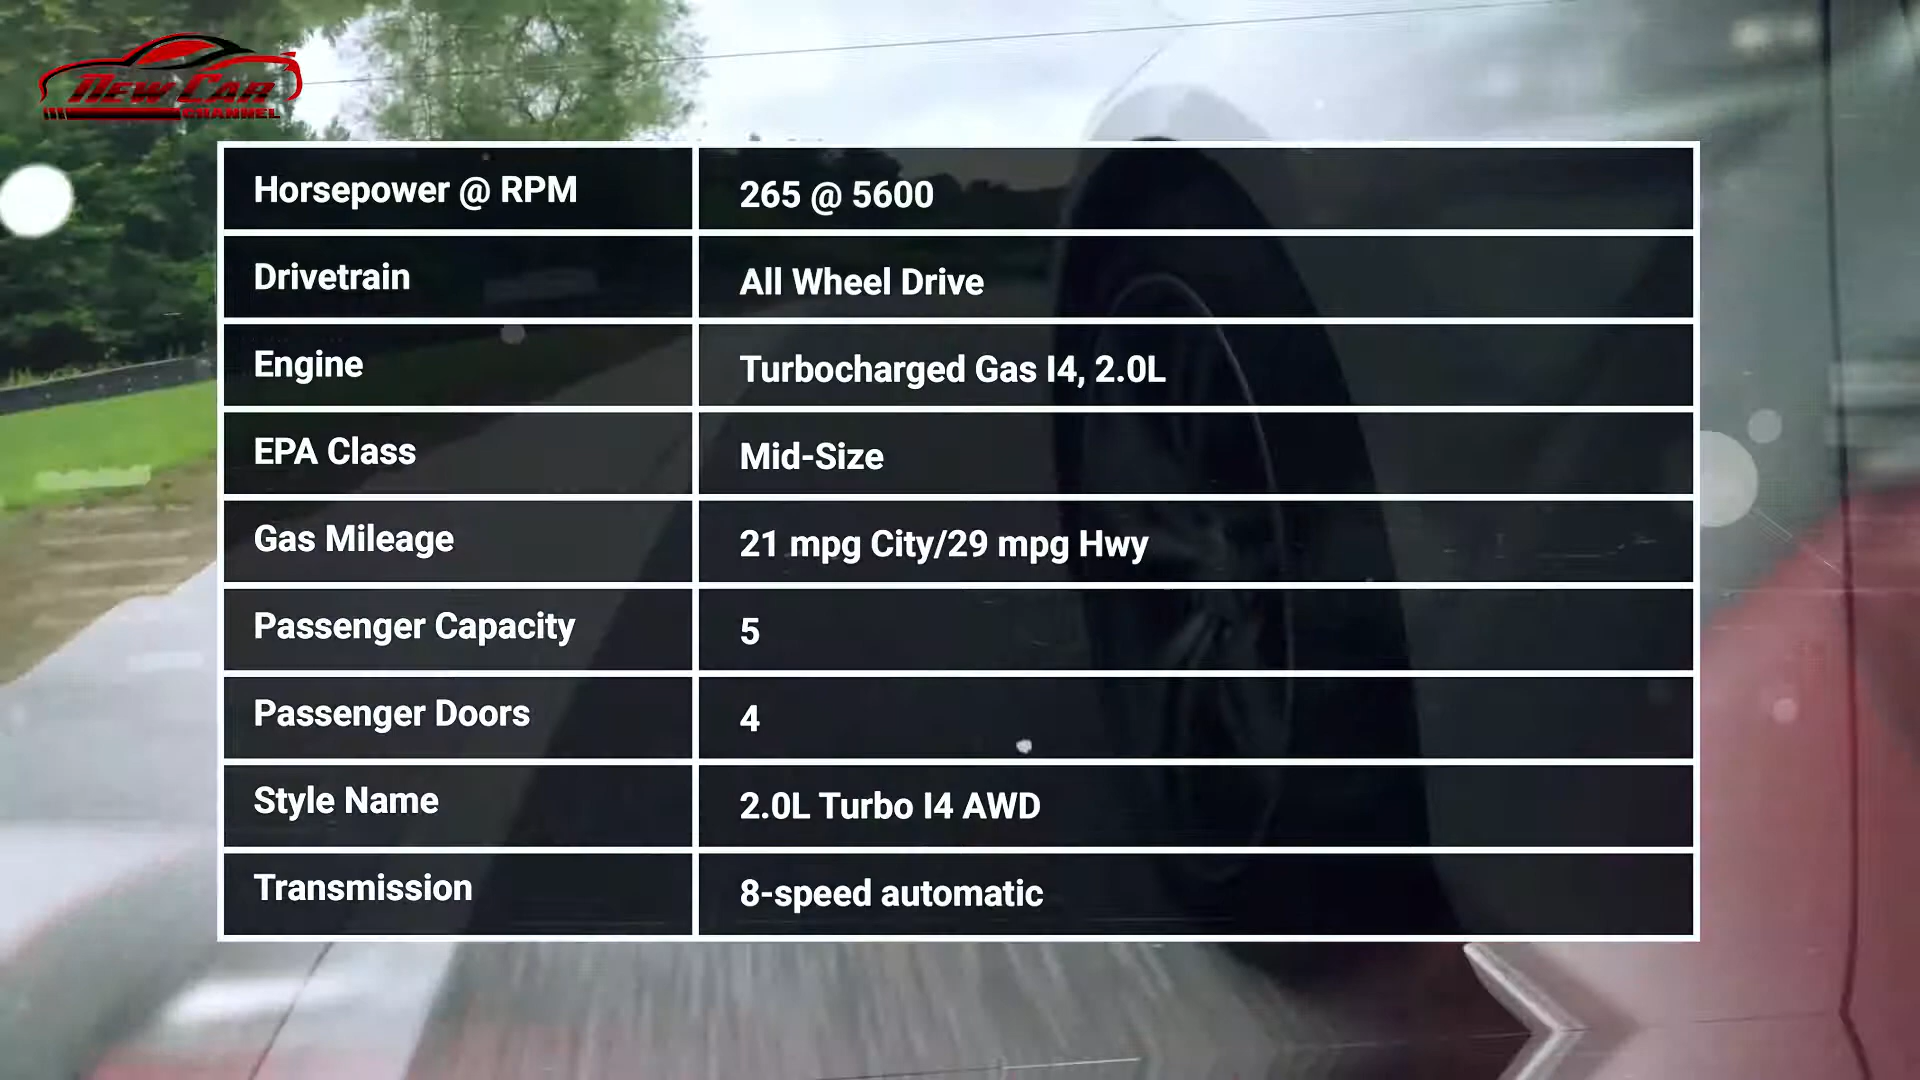 New Car
CHANNEL
Horsepower @ RPM 265 @ 5600
Drivetrain All Wheel Drive
Engine Turbocharged Gas I4, 2.0L
EPA Class Mid-Size
Gas Mileage 21 mpg City/29 mpg Hwy
Passenger Capacity 5
Passenger Doors 4
Style Name 2.0L Turbo I4 AWD
Transmission 8-speed automatic